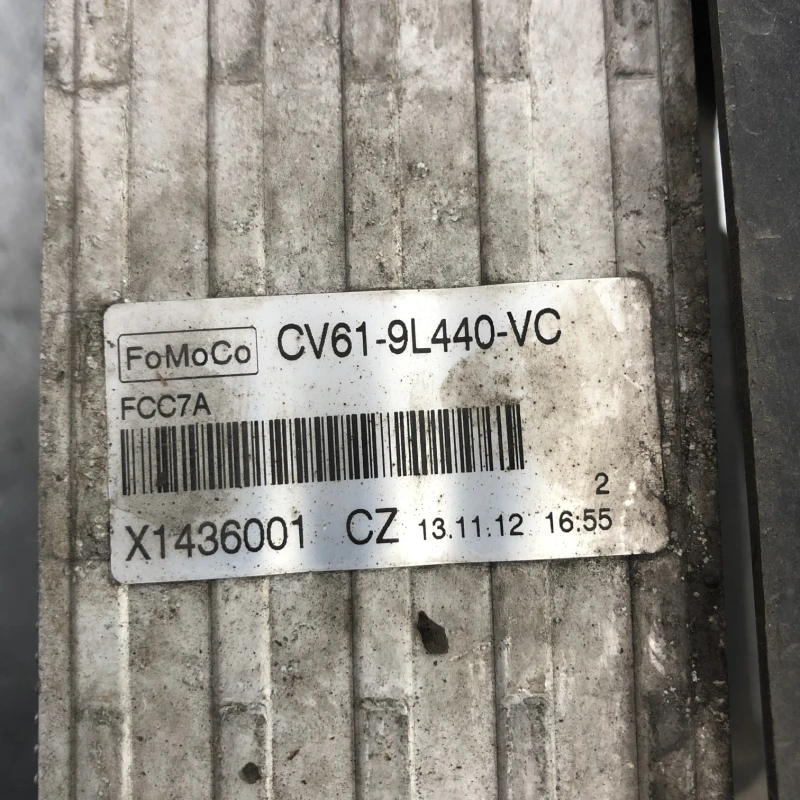 FoMoCo CV61-9L440-VC
FCC7A
2
X1436001 CZ 13.11.12 16:55